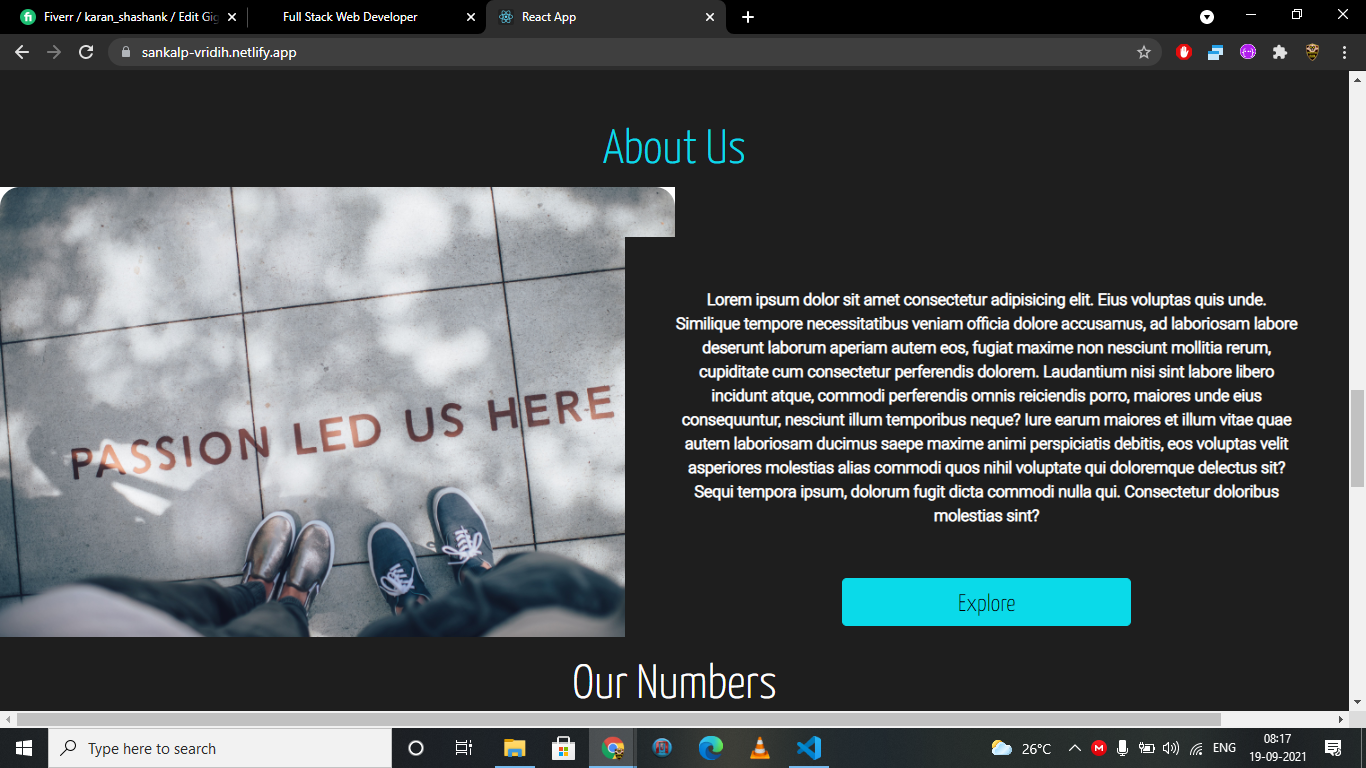 Fiverr / karan_shashank / Edit Gig
Full Stack Web Developer
React App
sankalp-vridih.netlify.app
About Us
PASSION LED US HERE
Lorem ipsum dolor sit amet consectetur adipisicing elit. Eius voluptas quis unde.
Similique tempore necessitatibus veniam officia dolore accusamus, ad laboriosam labore
deserunt laborum aperiam autem eos, fugiat maxime non nesciunt mollitia rerum,
cupiditate cum consectetur perferendis dolorem. Laudantium nisi sint labore libero
incidunt atque, commodi perferendis omnis reiciendis porro, maiores unde eius
consequuntur, nesciunt illum temporibus neque? Iure earum maiores et illum vitae quae
autem laboriosam ducimus saepe maxime animi perspiciatis debitis, eos voluptas velit
asperiores molestias alias commodi quos nihil voluptate qui doloremque delectus sit?
Sequi tempora ipsum, dolorum fugit dicta commodi nulla qui. Consectetur doloribus
molestias sint?
Explore
Our Numbers
Type here to search
26°C
ENG
08:17
19-09-2021